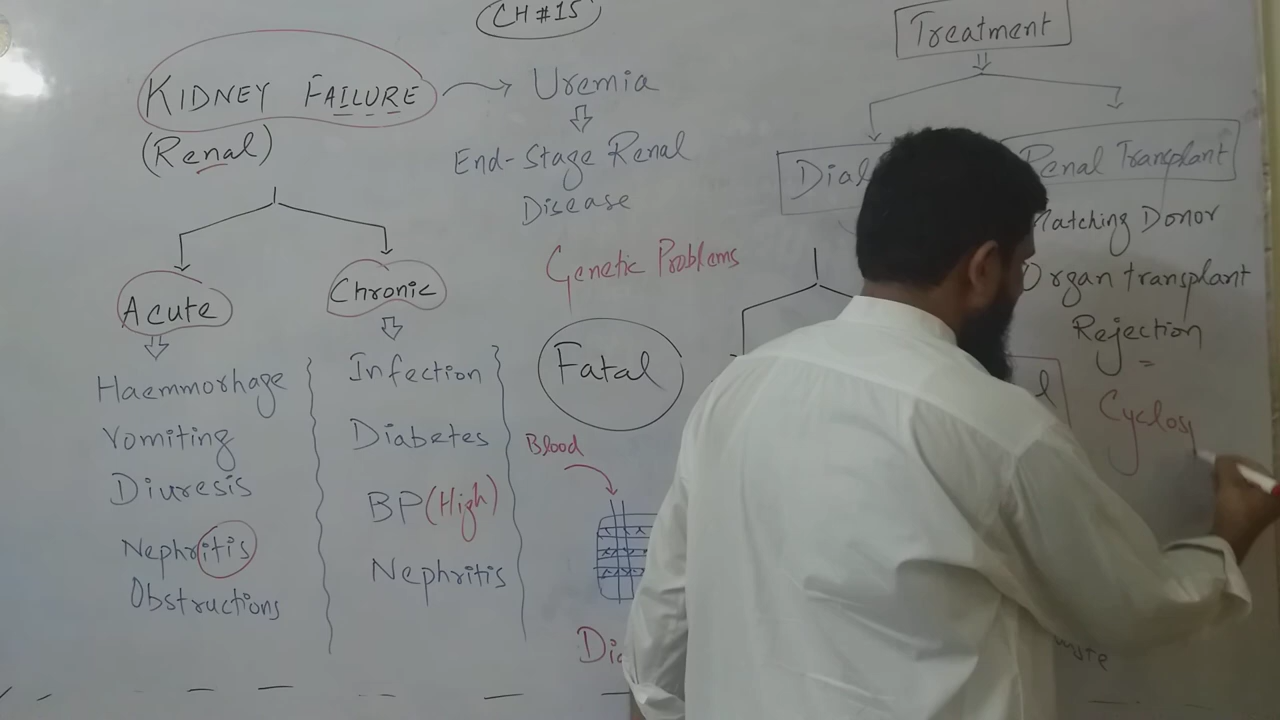 CH # 15
KIDNEY FAILURE
(Renal)
Uremia
End-Stage Renal
Disease
Genetic Problems
Fatal
Acute
Haemmorhage
Vomiting
Diuresis
Nephritis
Obstructions
Chronic
Infection
Diabetes
BP (High)
Nephritis
Blood
Treatment
Renal Transplant
Matching Donor
Organ transplant
Rejection